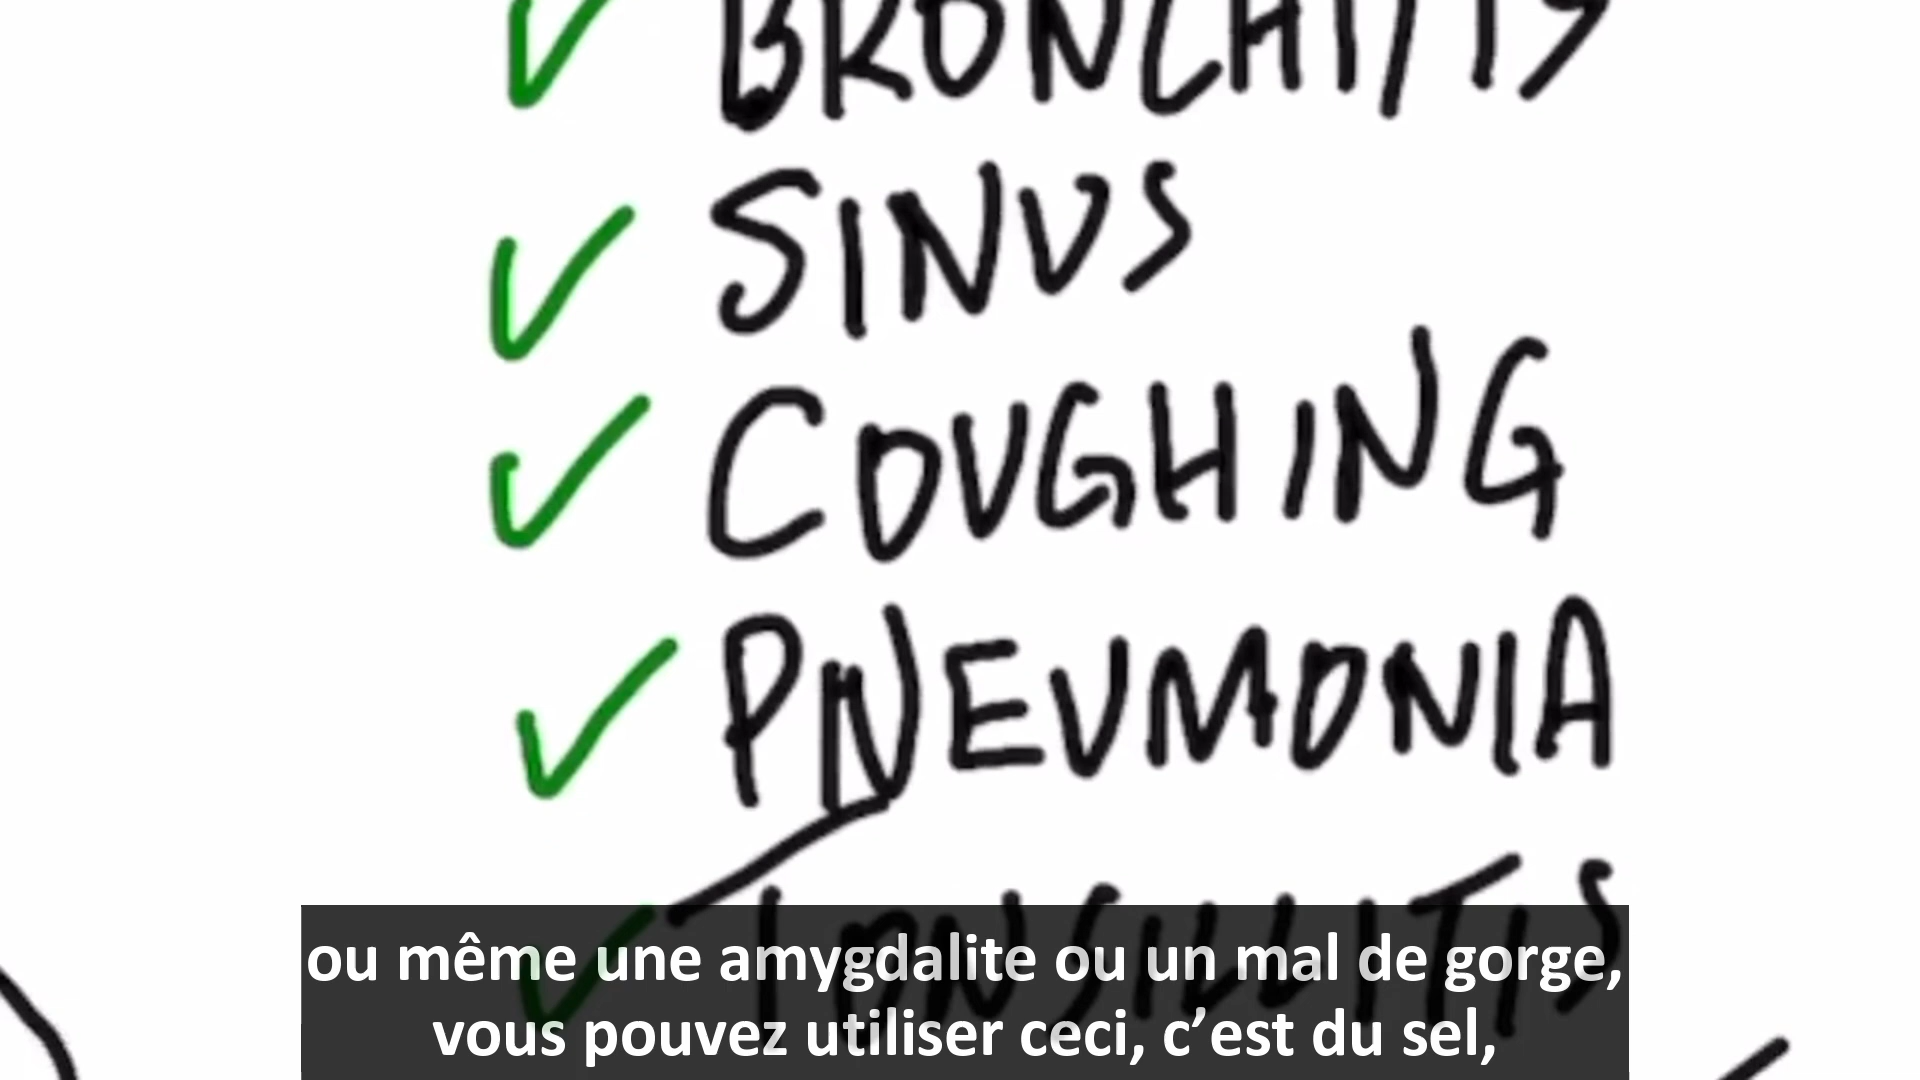 BRONCHITIS
SINUS
COUGHING
PNEUMONIA
TONSILLITIS
ou même une amygdalite ou un mal de gorge,
vous pouvez utiliser ceci, c’est du sel,